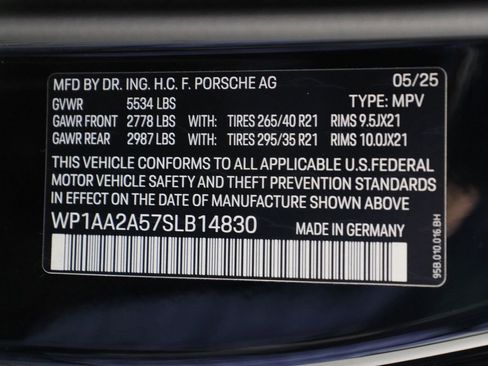 MFD BY DR. ING. H.C. F. PORSCHE AG 05/25
GVWR 5534 LBS TYPE: MPV
GAWR FRONT 2778 LBS WITH: TIRES 265/40 R21 RIMS 9.5JX21
GAWR REAR 2987 LBS WITH: TIRES 295/35 R21 RIMS 10.0JX21
THIS VEHICLE CONFORMS TO ALL APPLICABLE U.S.FEDERAL
MOTOR VEHICLE SAFETY AND THEFT PREVENTION STANDARDS
IN EFFECT ON THE DATE OF MANUFACTURE SHOWN ABOVE.
WP1AA2A57SLB14830 MADE IN GERMANY
95B.010.016.BH